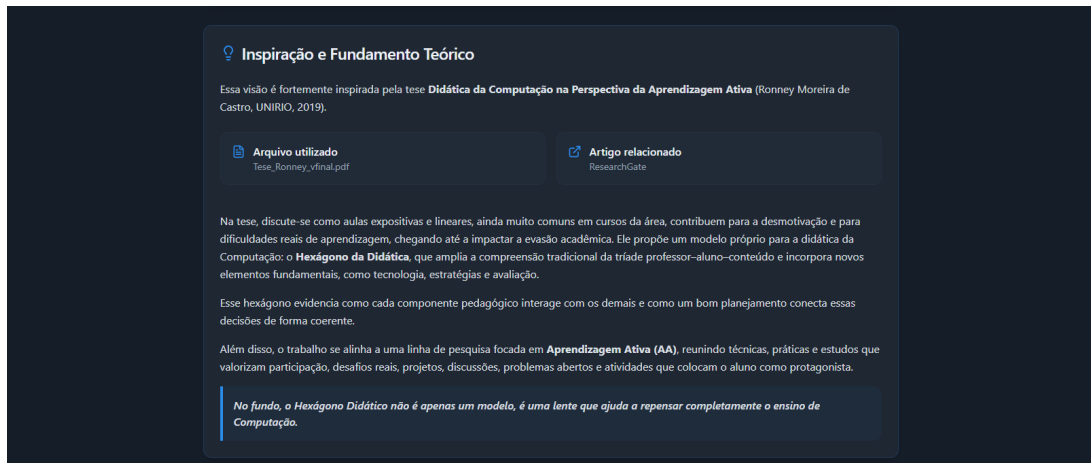 Inspiração e Fundamento Teórico
Essa visão é fortemente inspirada pela tese Didática da Computação na Perspectiva da Aprendizagem Ativa (Ronney Moreira de
Castro, UNIRIO, 2019).
Arquivo utilizado
Tese_Ronney_vfinal.pdf
Artigo relacionado
ResearchGate
Na tese, discute-se como aulas expositivas e lineares, ainda muito comuns em cursos da área, contribuem para a desmotivação e para
dificuldades reais de aprendizagem, chegando até a impactar a evasão acadêmica. Ele propõe um modelo próprio para a didática da
Computação: o Hexágono da Didática, que amplia a compreensão tradicional da tríade professor–aluno–conteúdo e incorpora novos
elementos fundamentais, como tecnologia, estratégias e avaliação.
Esse hexágono evidencia como cada componente pedagógico interage com os demais e como um bom planejamento conecta essas
decisões de forma coerente.
Além disso, o trabalho se alinha a uma linha de pesquisa focada em Aprendizagem Ativa (AA), reunindo técnicas, práticas e estudos que
valorizam participação, desafios reais, projetos, discussões, problemas abertos e atividades que colocam o aluno como protagonista.
No fundo, o Hexágono Didático não é apenas um modelo, é uma lente que ajuda a repensar completamente o ensino de
Computação.